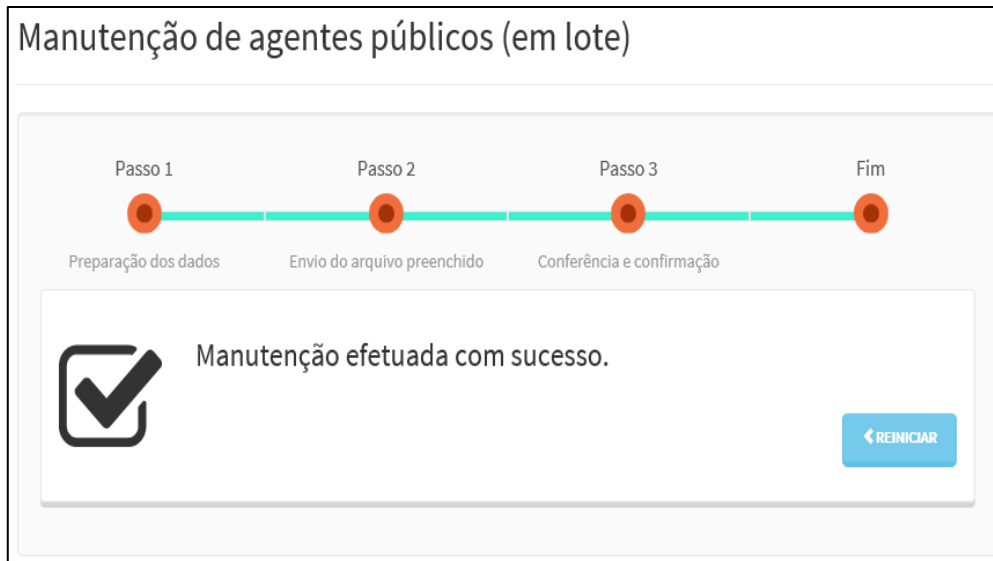 Manutenção de agentes públicos (em lote)
Passo 1
Passo 2
Passo 3
Fim
Preparação dos dados
Envio do arquivo preenchido
Conferência e confirmação
Manutenção efetuada com sucesso.
REINICIAR